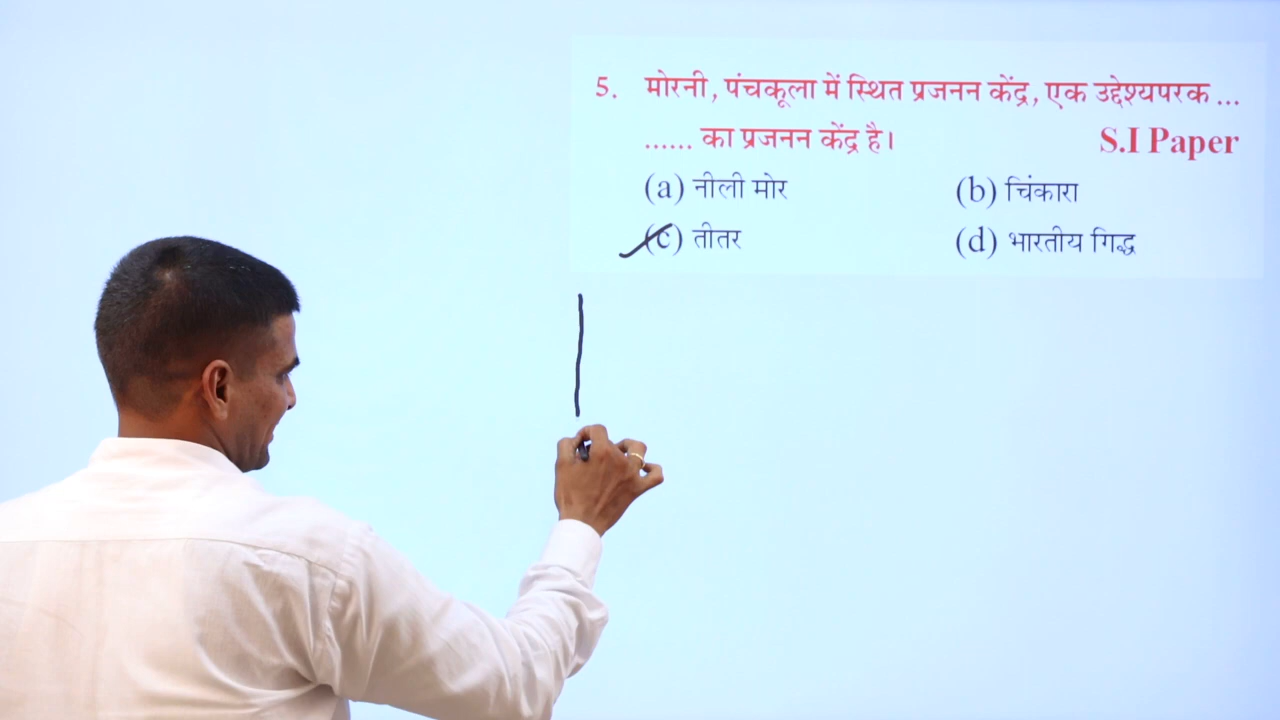 5. मोरनी, पंचकूला में स्थित प्रजनन केंद्र, एक उद्देश्यपरक ...
...... का प्रजनन केंद्र है। S.I Paper
(a) नीली मोर (b) चिंकारा
(c) तीतर (d) भारतीय गिद्ध